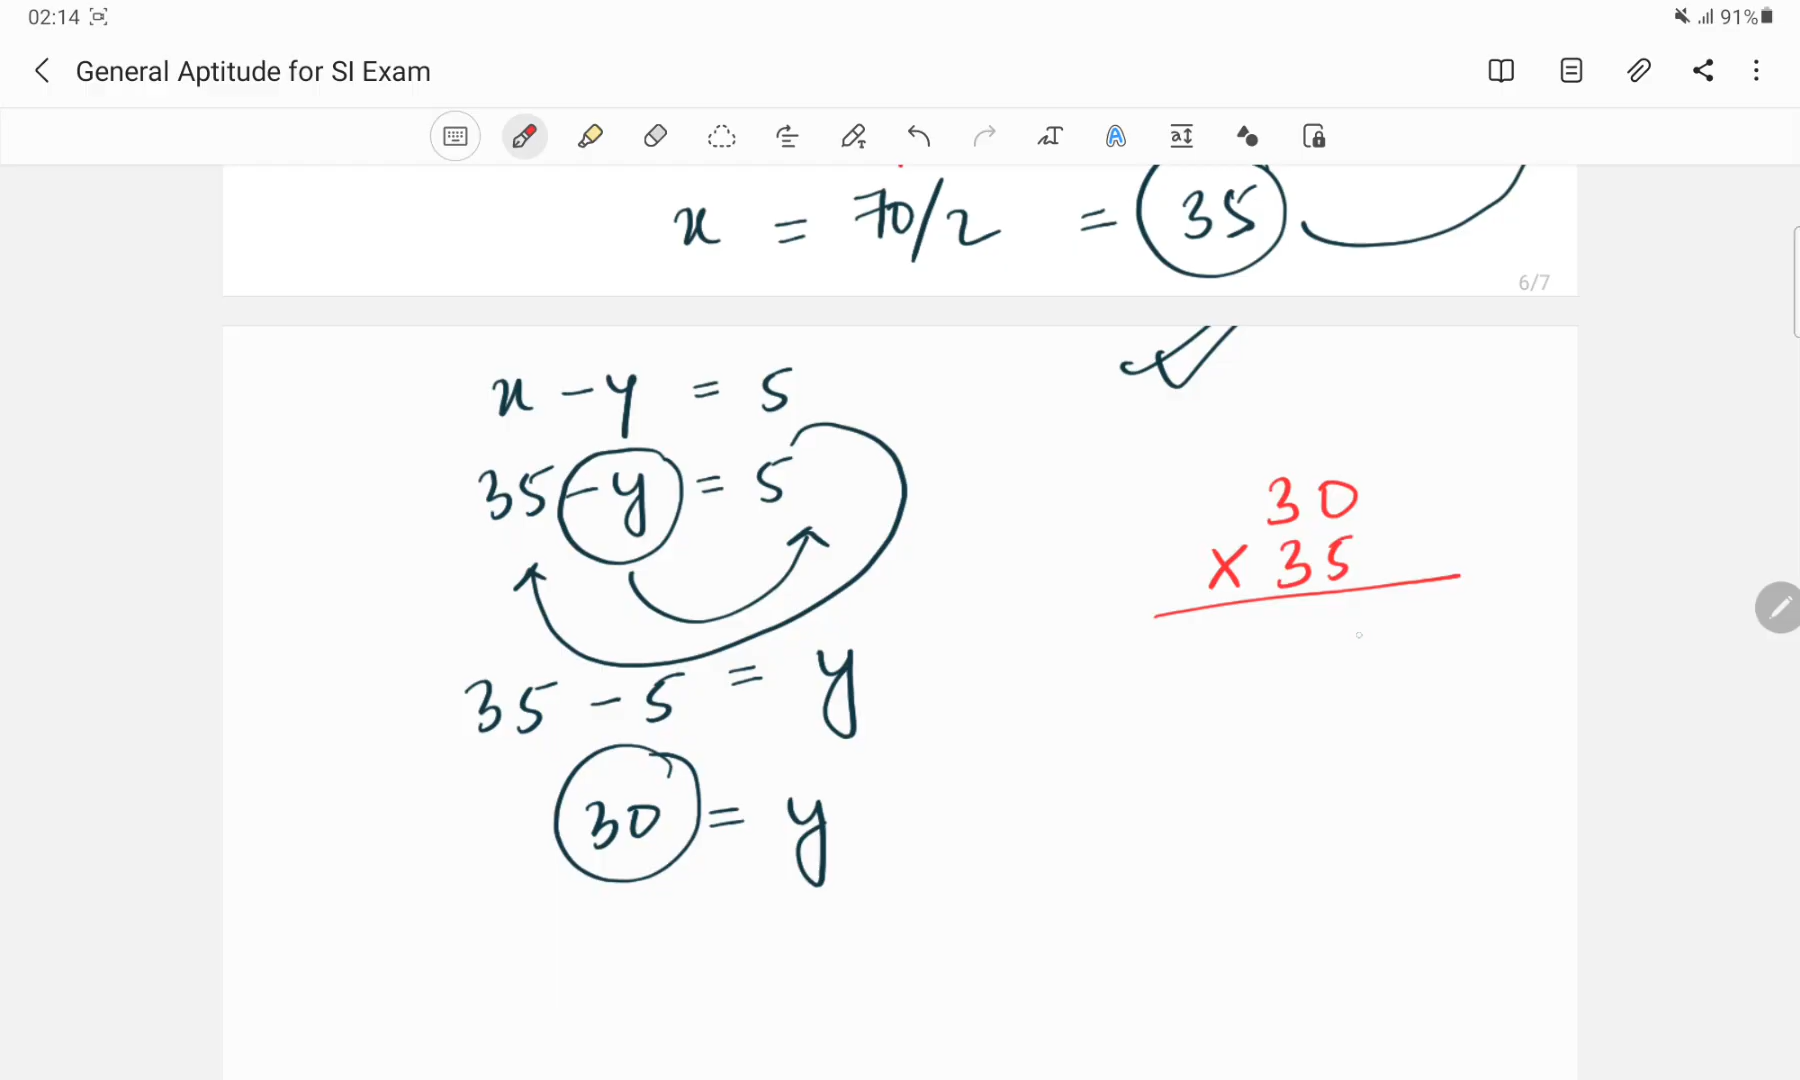 02:14 91%
General Aptitude for SI Exam
x = 70/2 = 35
6/7
x - y = 5
35 - y = 5
30
x 35
35 - 5 = y
30 = y